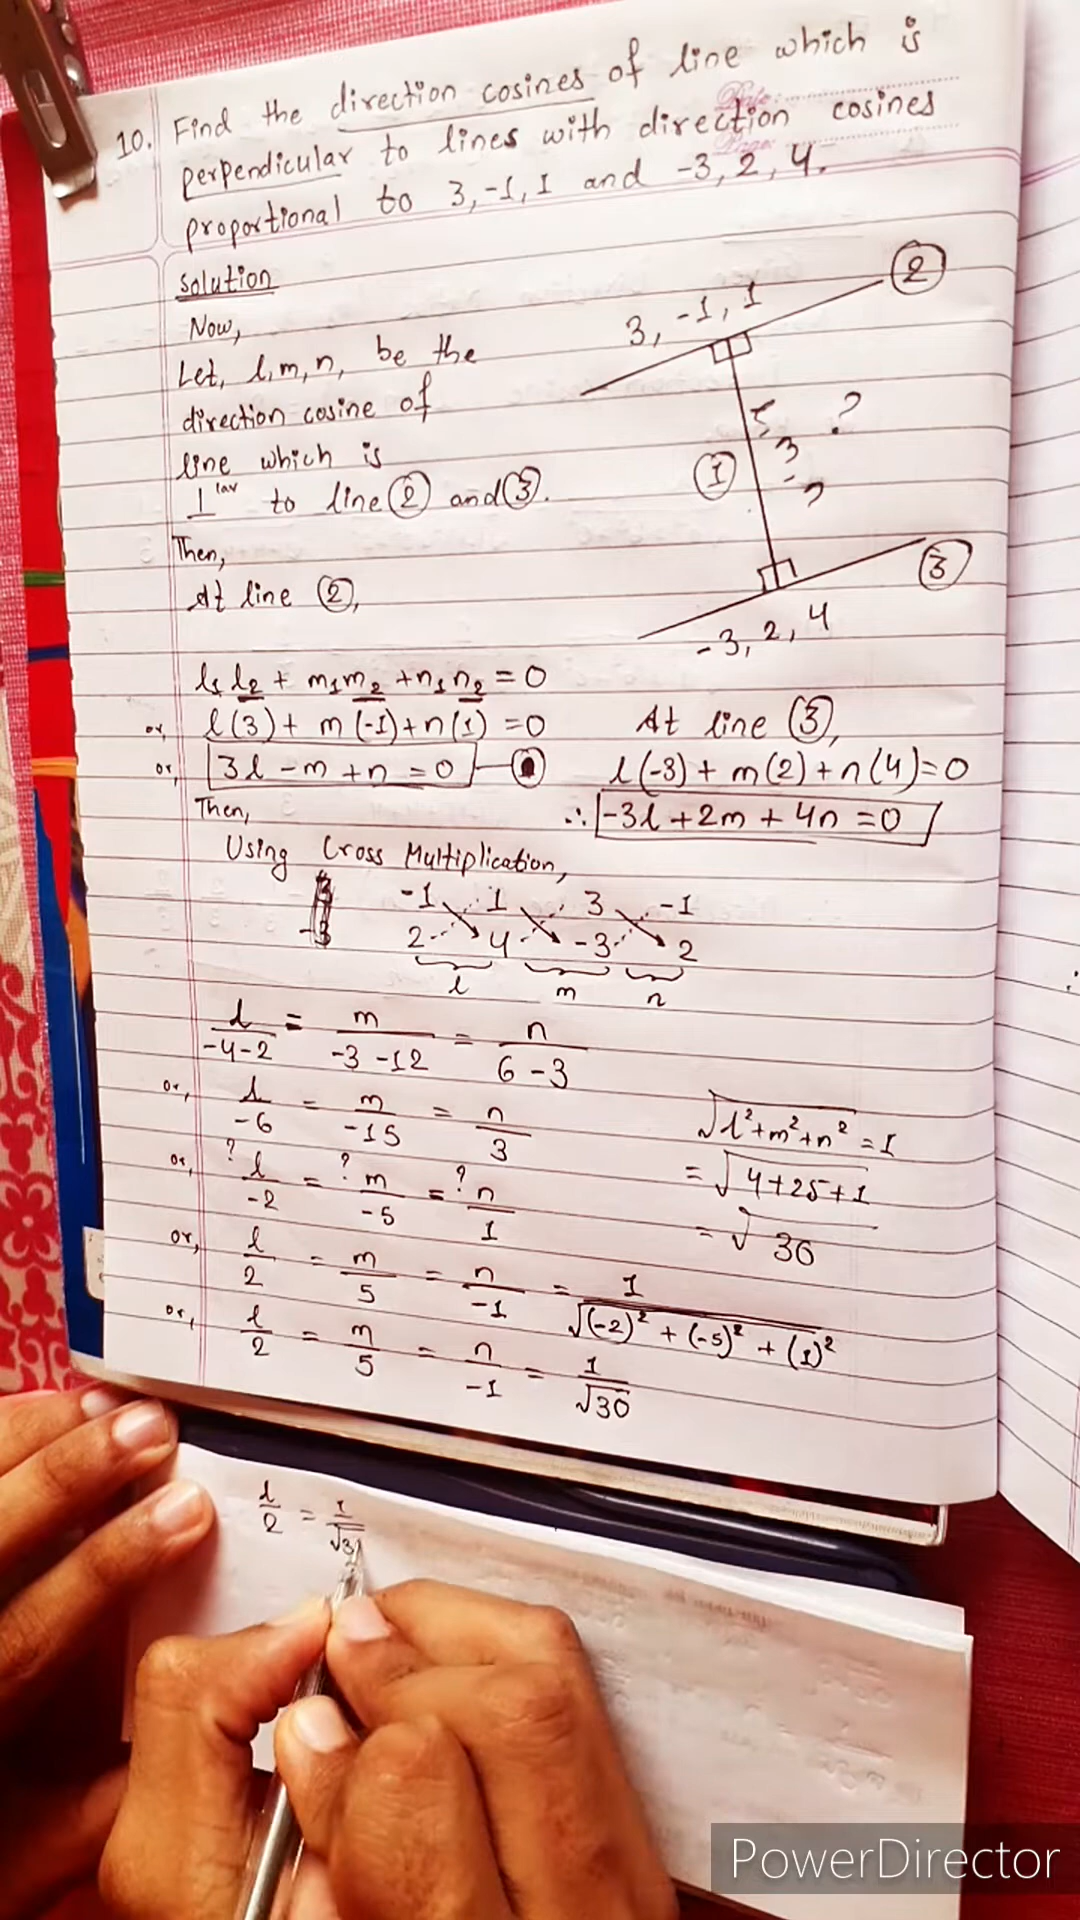 10. Find the direction cosines of line which is
perpendicular to lines with direction cosines
proportional to 3, -1, 1 and -3, 2, 4.
Date:
Page:
Solution
Now,
Let, l,m,n, be the
direction cosine of
line which is
⊥lar to line ② and ③.
3, -1, 1
②
①
l, m, n
?
③
-3, 2, 4
Then,
At line ②,
l₁l₂ + m₁m₂ + n₁n₂ = 0
or, l(3) + m(-1) + n(1) = 0
or, 3l - m + n = 0
At line ③,
l(-3) + m(2) + n(4) = 0
∴ -3l + 2m + 4n = 0
Then,
Using Cross Multiplication,
-1 1 3 -1
2 4 -3 2
l m n
l/-4-2 = m/-3-12 = n/6-3
or, l/-6 = m/-15 = n/3
or, ? l/-2 = ? m/-5 = ? n/1
or, l/2 = m/5 = n/-1 = 1/√(-2)² + (-5)² + (1)²
or, l/2 = m/5 = n/-1 = 1/√30
√l²+m²+n² = 1
= √4+25+1
= √30
l/2 = 1/√3
PowerDirector